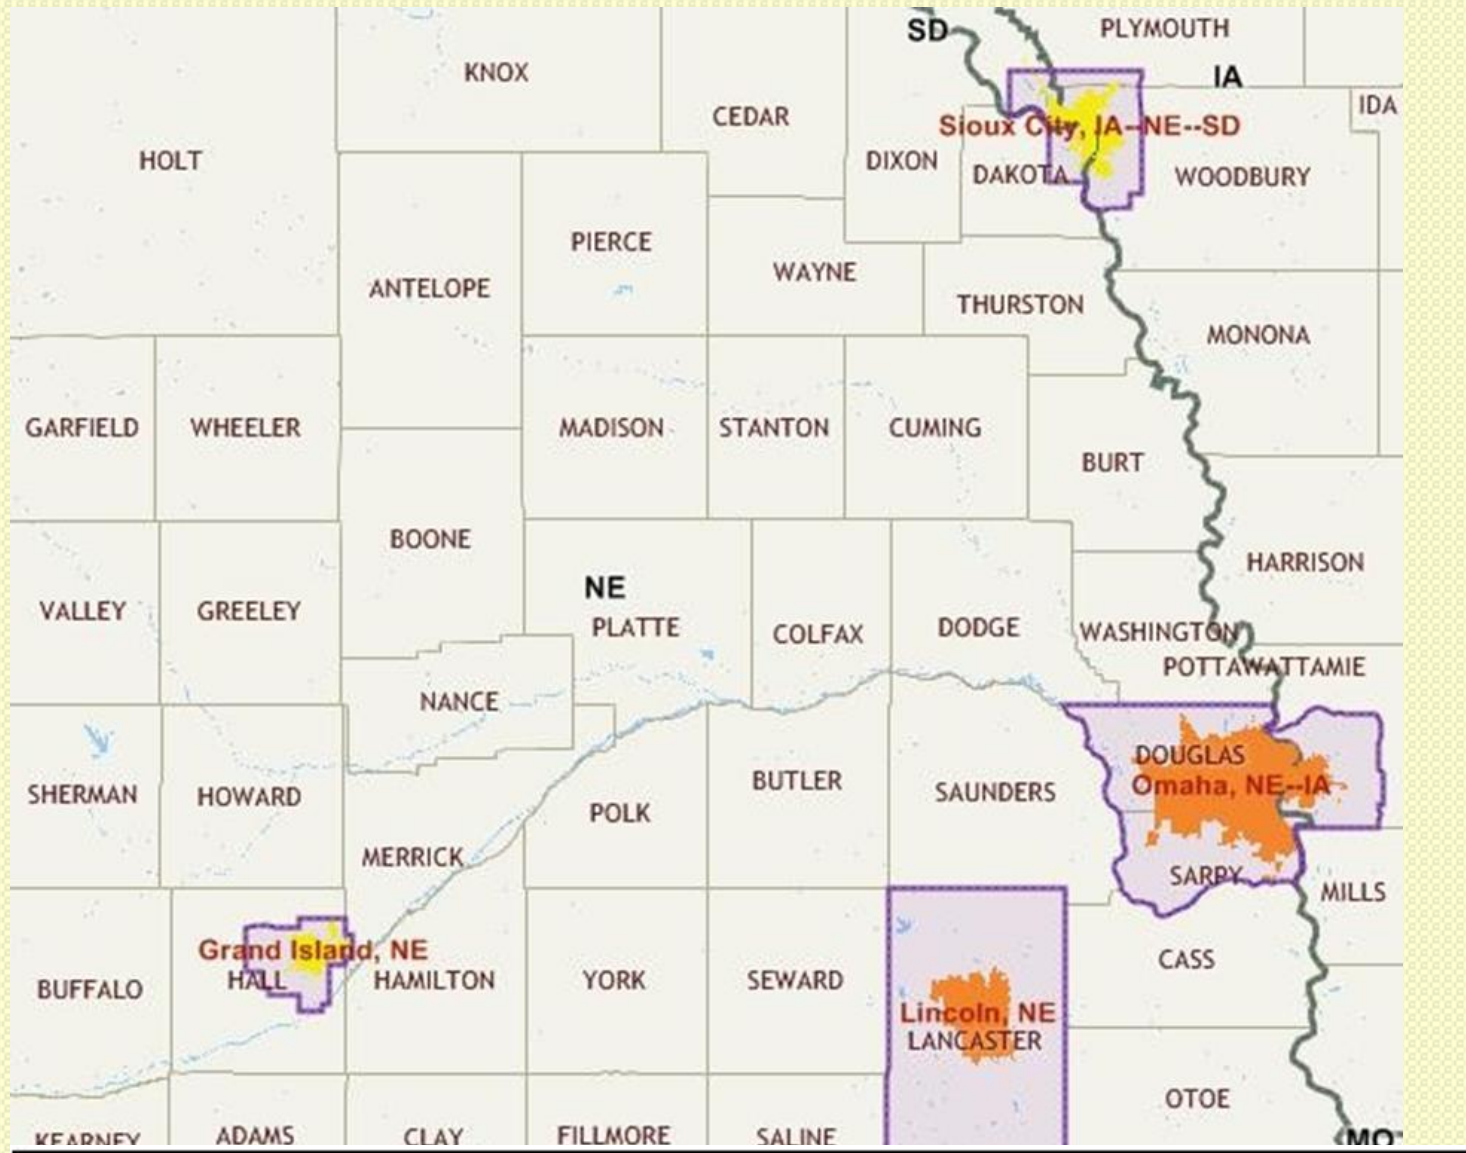 SD
PLYMOUTH
KNOX
IA
IDA
CEDAR
Sioux City, IA--NE--SD
HOLT
DIXON
DAKOTA
WOODBURY
PIERCE
WAYNE
ANTELOPE
THURSTON
MONONA
GARFIELD
WHEELER
MADISON
STANTON
CUMING
BURT
BOONE
HARRISON
NE
VALLEY
GREELEY
PLATTE
COLFAX
DODGE
WASHINGTON
POTTAWATTAMIE
NANCE
DOUGLAS
Omaha, NE--IA
SHERMAN
HOWARD
BUTLER
SAUNDERS
POLK
MERRICK
SARPY
MILLS
Grand Island, NE
HALL
BUFFALO
HAMILTON
YORK
SEWARD
CASS
Lincoln, NE
LANCASTER
OTOE
KEARNEY
ADAMS
CLAY
FILLMORE
SALINE
MO